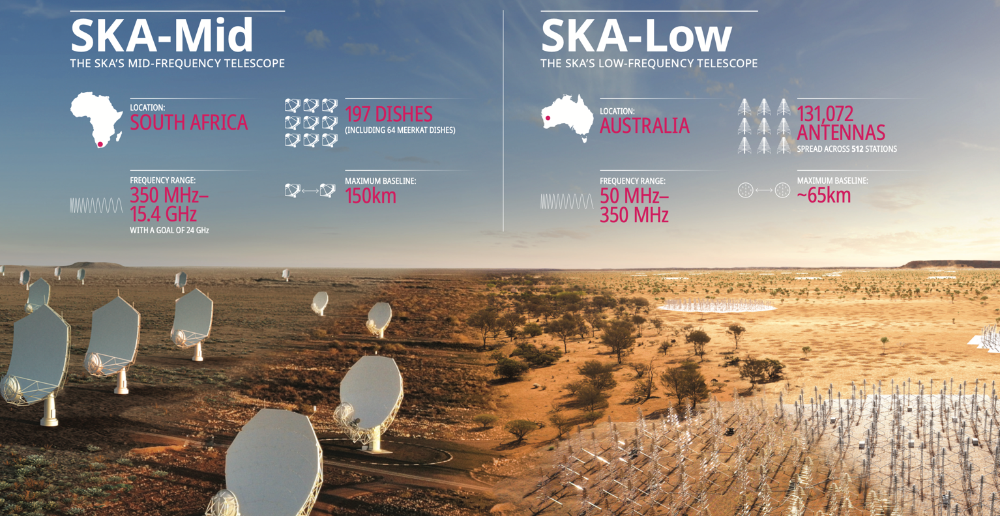 SKA-Mid
THE SKA'S MID-FREQUENCY TELESCOPE
LOCATION:
SOUTH AFRICA
197 DISHES
(INCLUDING 64 MEERKAT DISHES)
FREQUENCY RANGE:
350 MHz–
15.4 GHz
WITH A GOAL OF 24 GHz
MAXIMUM BASELINE:
150km
SKA-Low
THE SKA'S LOW-FREQUENCY TELESCOPE
LOCATION:
AUSTRALIA
131,072
ANTENNAS
SPREAD ACROSS 512 STATIONS
FREQUENCY RANGE:
50 MHz–
350 MHz
MAXIMUM BASELINE:
~65km